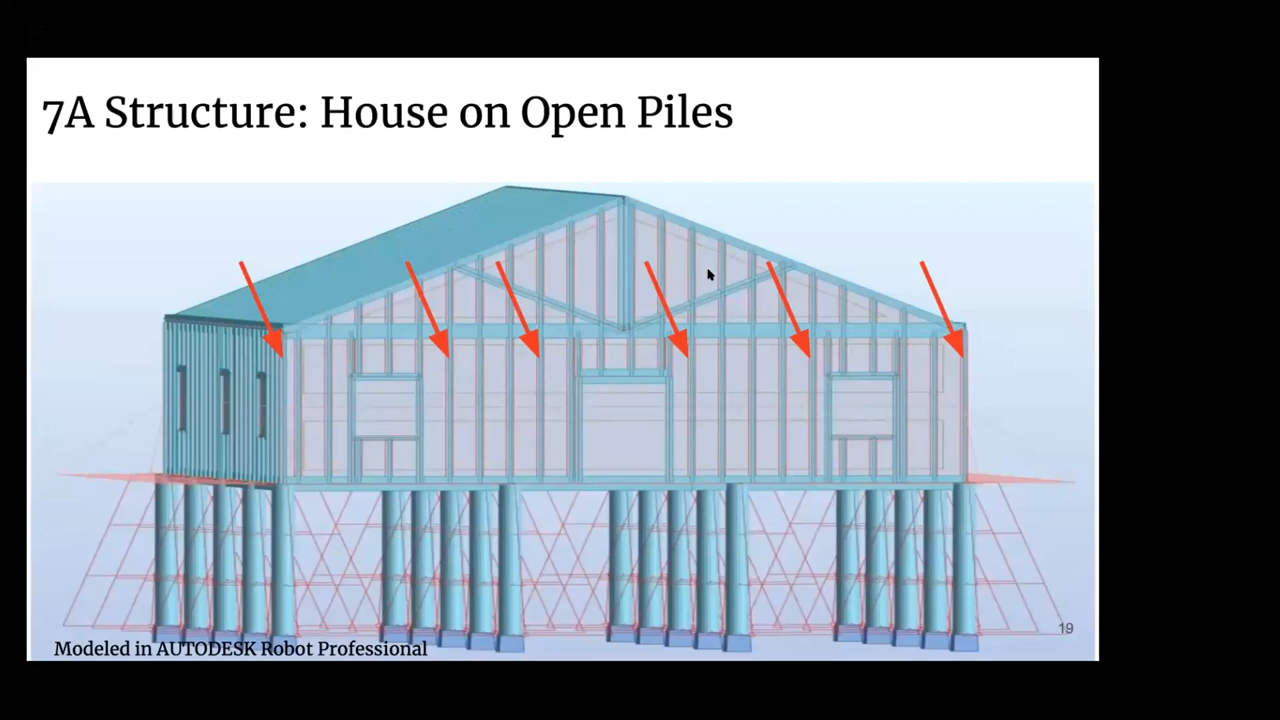 7A Structure: House on Open Piles
19
Modeled in AUTODESK Robot Professional